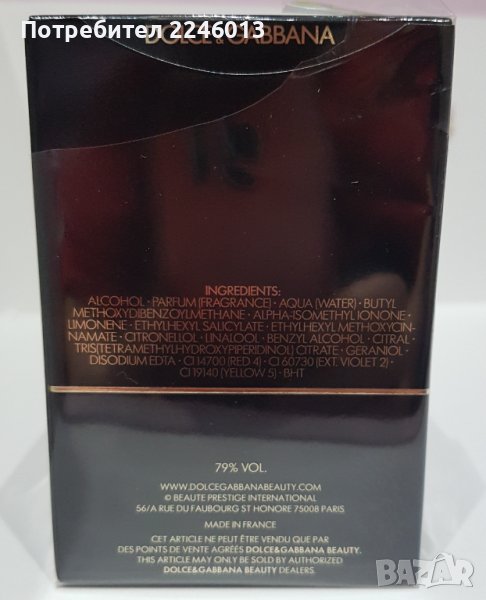 Потребител 2246013
DOLCE&GABBANA
INGREDIENTS:
ALCOHOL · PARFUM (FRAGRANCE) · AQUA (WATER) · BUTYL
METHOXYDIBENZOYLMETHANE · ALPHA-ISOMETHYL IONONE ·
LIMONENE · ETHYLHEXYL SALICYLATE · ETHYLHEXYL METHOXYCIN-
NAMATE · CITRONELLOL · LINALOOL · BENZYL ALCOHOL · CITRAL ·
TRIS(TETRAMETHYLHYDROXYPIPERIDINOL) CITRATE · GERANIOL ·
DISODIUM EDTA · CI 14700 (RED 4) · CI 60730 (EXT. VIOLET 2) ·
CI 19140 (YELLOW 5) · BHT
79% VOL.
WWW.DOLCEGABBANABEAUTY.COM
© BEAUTE PRESTIGE INTERNATIONAL
56/A RUE DU FAUBOURG ST HONORE 75008 PARIS
MADE IN FRANCE
CET ARTICLE NE PEUT ÊTRE VENDU QUE PAR
DES POINTS DE VENTE AGRÉÉS DOLCE&GABBANA BEAUTY.
THIS ARTICLE MAY ONLY BE SOLD BY AUTHORIZED
DOLCE&GABBANA BEAUTY DEALERS.
BAZAR